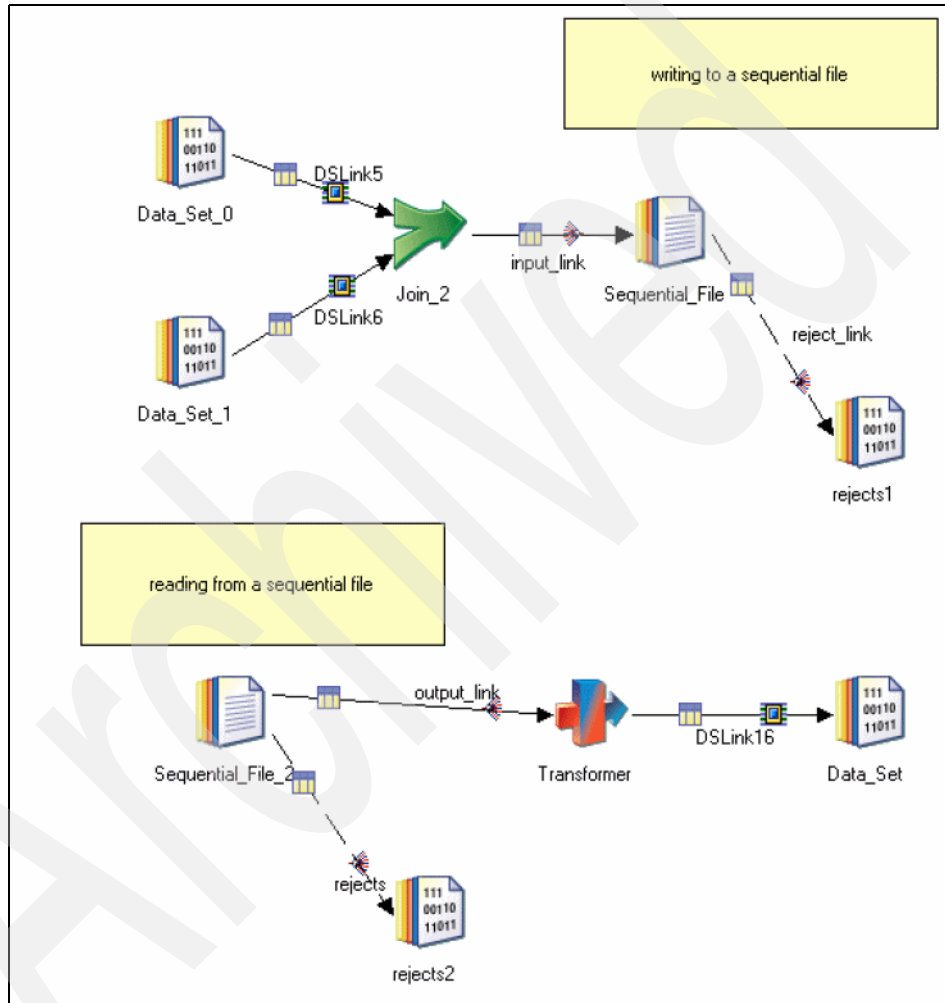 writing to a sequential file
111
00110
11011
DSLink5
Data_Set_0
input_link
Join_2
Sequential_File
DSLink6
111
00110
11011
reject_link
Data_Set_1
111
00110
11011
rejects1
reading from a sequential file
output_link
111
00110
11011
DSLink16
Sequential_File_2
Transformer
Data_Set
rejects
111
00110
11011
rejects2
Archived